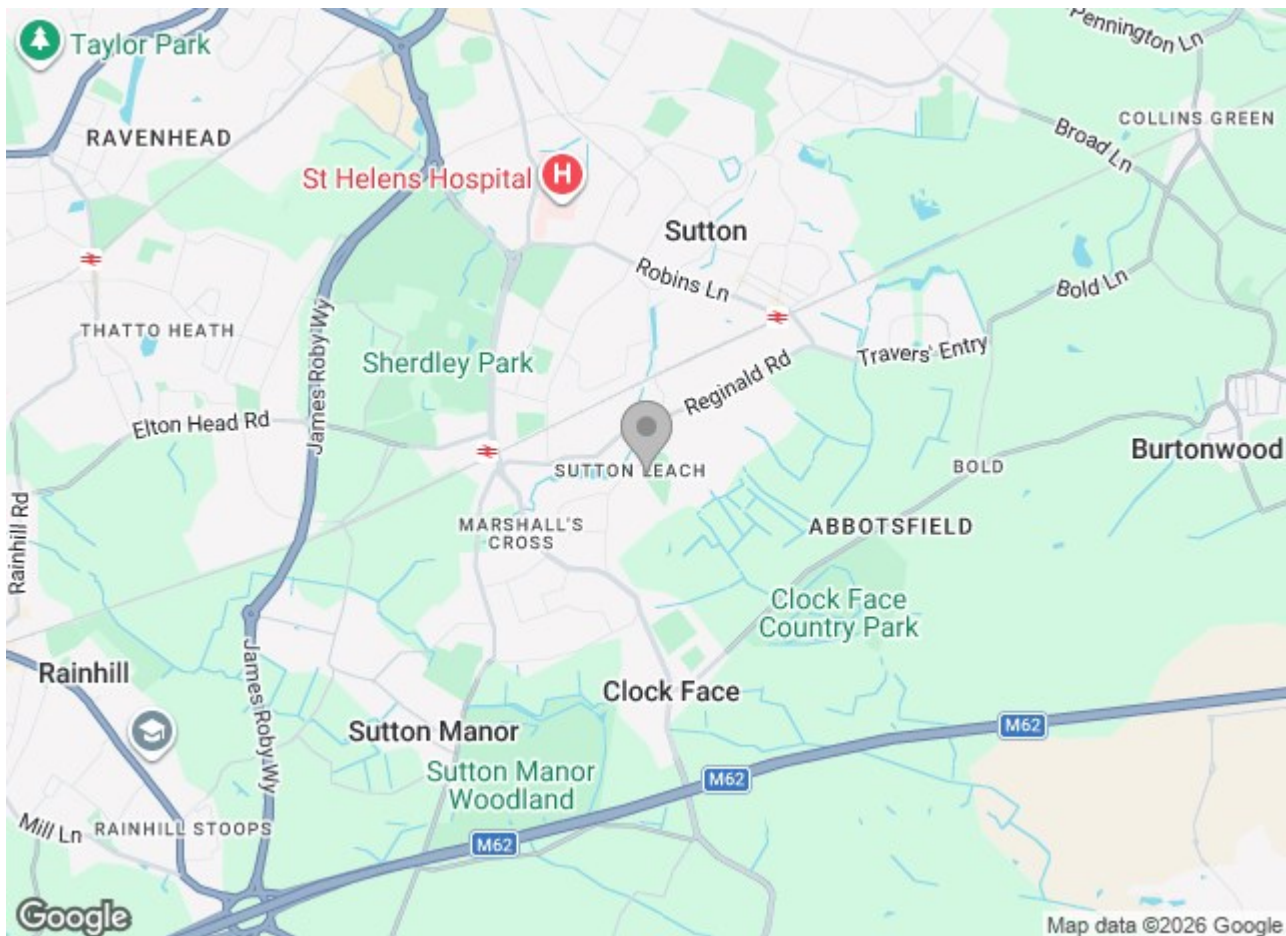 Taylor Park
Pennington Ln
RAVENHEAD
COLLINS GREEN
Broad Ln
St Helens Hospital
H
Sutton
Robins Ln
Bold Ln
THATTO HEATH
James Roby Wy
Sherdley Park
Travers' Entry
Reginald Rd
Elton Head Rd
Burtonwood
SUTTON LEACH
BOLD
Rainhill Rd
MARSHALL'S
CROSS
ABBOTSFIELD
Clock Face
Country Park
James Roby Wy
Rainhill
Clock Face
Sutton Manor
M62
Sutton Manor
Woodland
M62
Mill Ln
RAINHILL STOOPS
M62
Google
Map data ©2026 Google